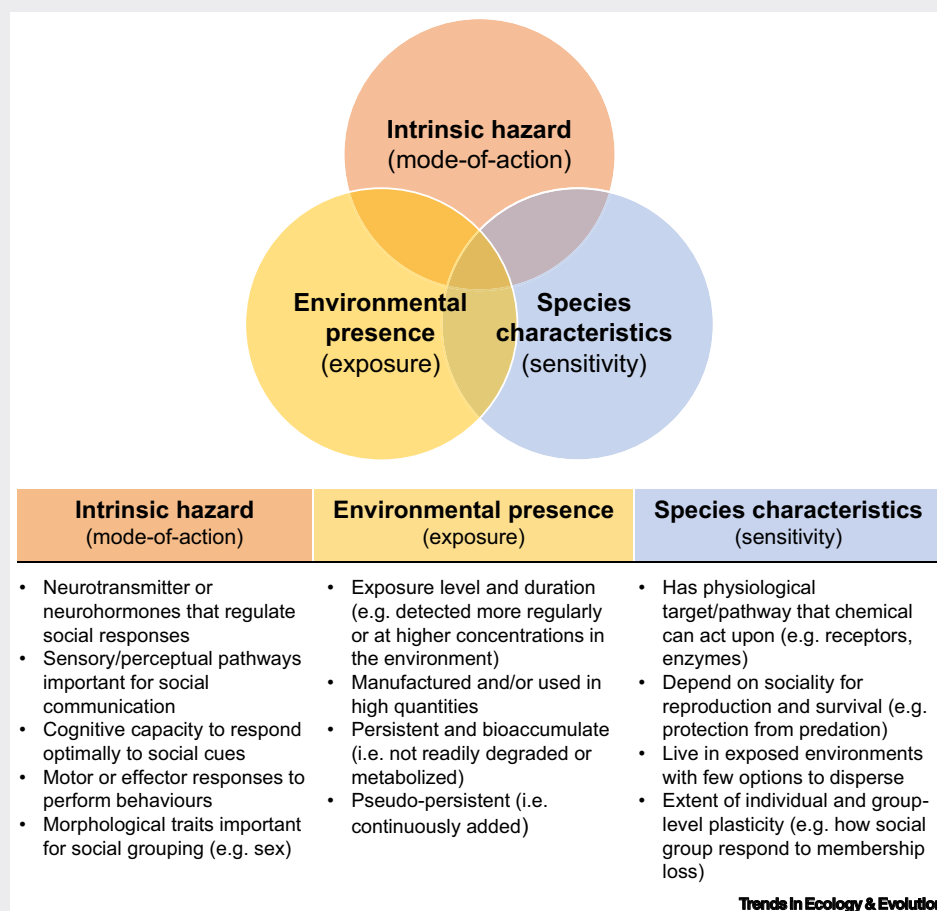 Intrinsic hazard
(mode-of-action)
Environmental
presence
(exposure)
Species
characteristics
(sensitivity)
Intrinsic hazard
(mode-of-action)
Environmental presence
(exposure)
Species characteristics
(sensitivity)
• Neurotransmitter or
neurohormones that regulate
social responses
• Sensory/perceptual pathways
important for social
communication
• Cognitive capacity to respond
optimally to social cues
• Motor or effector responses to
perform behaviours
• Morphological traits important
for social grouping (e.g. sex)
• Exposure level and duration
(e.g. detected more regularly
or at higher concentrations in
the environment)
• Manufactured and/or used in
high quantities
• Persistent and bioaccumulate
(i.e. not readily degraded or
metabolized)
• Pseudo-persistent (i.e.
continuously added)
• Has physiological
target/pathway that chemical
can act upon (e.g. receptors,
enzymes)
• Depend on sociality for
reproduction and survival (e.g.
protection from predation)
• Live in exposed environments
with few options to disperse
• Extent of individual and group-
level plasticity (e.g. how social
group respond to membership
loss)
Trends in Ecology & Evolution